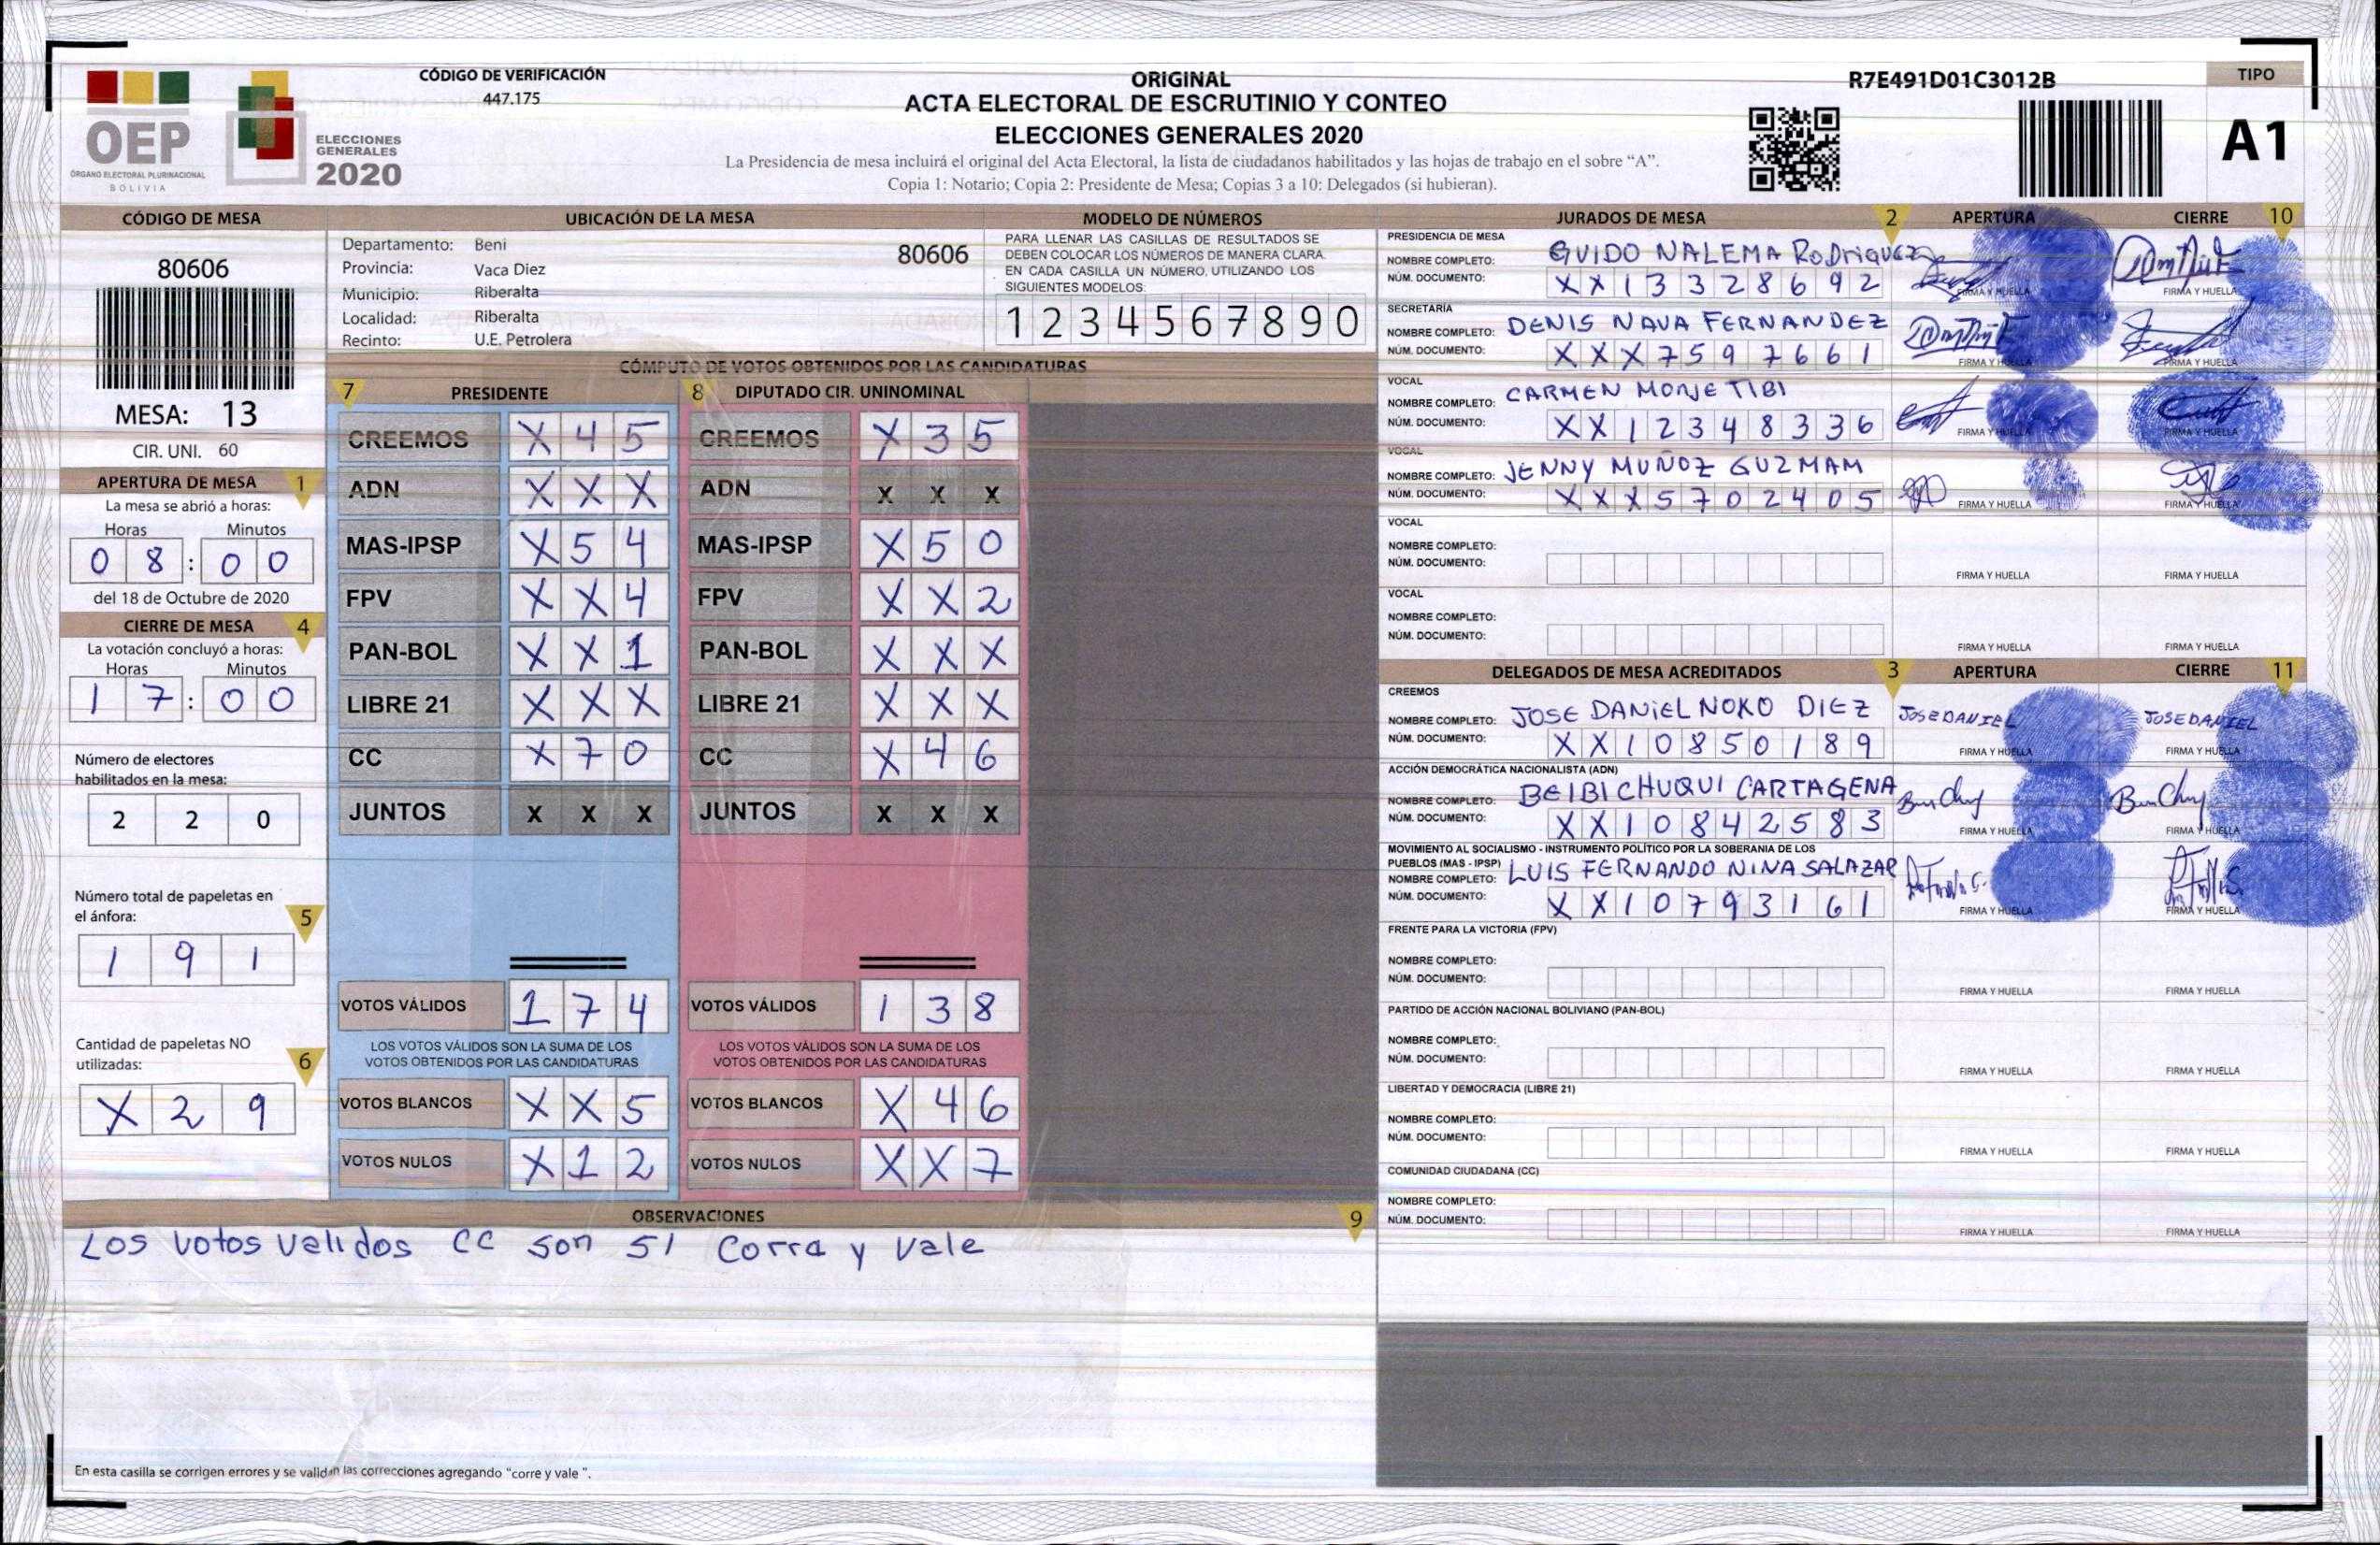 CÓDIGO DE VERIFICACIÓN
447.175
ORIGINAL
ACTA ELECTORAL DE ESCRUTINIO Y CONTEO
ELECCIONES GENERALES 2020
La Presidencia de mesa incluirá el original del Acta Electoral, la lista de ciudadanos habilitados y las hojas de trabajo en el sobre “A”.
Copia 1: Notario; Copia 2: Presidente de Mesa; Copias 3 a 10: Delegados (si hubieran).
R7E491D01C3012B
TIPO
A1
OEP
ÓRGANO ELECTORAL PLURINACIONAL
BOLIVIA
ELECCIONES
GENERALES
2020
CÓDIGO DE MESA
80606
MESA: 13
CIR. UNI. 60
APERTURA DE MESA 1
La mesa se abrió a horas:
Horas Minutos
0 8 : 0 0
del 18 de Octubre de 2020
CIERRE DE MESA 4
La votación concluyó a horas:
Horas Minutos
1 7 : 0 0
Número de electores
habilitados en la mesa:
2 2 0
Número total de papeletas en
el ánfora: 5
1 9 1
Cantidad de papeletas NO
utilizadas: 6
X 2 9
UBICACIÓN DE LA MESA
Departamento: Beni 80606
Provincia: Vaca Diez
Municipio: Riberalta
Localidad: Riberalta
Recinto: U.E. Petrolera
MODELO DE NÚMEROS
PARA LLENAR LAS CASILLAS DE RESULTADOS SE
DEBEN COLOCAR LOS NÚMEROS DE MANERA CLARA.
EN CADA CASILLA UN NÚMERO, UTILIZANDO LOS
SIGUIENTES MODELOS:
1 2 3 4 5 6 7 8 9 0
CÓMPUTO DE VOTOS OBTENIDOS POR LAS CANDIDATURAS
7 PRESIDENTE 8 DIPUTADO CIR. UNINOMINAL
CREEMOS X 4 5 CREEMOS X 3 5
ADN X X X ADN X X X
MAS-IPSP X 5 4 MAS-IPSP X 5 0
FPV X X 4 FPV X X 2
PAN-BOL X X 1 PAN-BOL X X X
LIBRE 21 X X X LIBRE 21 X X X
CC X 7 0 CC X 4 6
JUNTOS X X X JUNTOS X X X
VOTOS VÁLIDOS 1 7 4 VOTOS VÁLIDOS 1 3 8
LOS VOTOS VÁLIDOS SON LA SUMA DE LOS LOS VOTOS VÁLIDOS SON LA SUMA DE LOS
VOTOS OBTENIDOS POR LAS CANDIDATURAS VOTOS OBTENIDOS POR LAS CANDIDATURAS
VOTOS BLANCOS X X 5 VOTOS BLANCOS X 4 6
VOTOS NULOS X 1 2 VOTOS NULOS X X 7
OBSERVACIONES 9
Los votos validos CC son 51 Corra y vale
En esta casilla se corrigen errores y se validan las correcciones agregando "corre y vale ".
JURADOS DE MESA 2 APERTURA CIERRE 10
PRESIDENCIA DE MESA
NOMBRE COMPLETO: GUIDO NALEMA RoDriguez
NÚM. DOCUMENTO: X X 1 3 3 2 8 6 9 2 FIRMA Y HUELLA FIRMA Y HUELLA
SECRETARÍA
NOMBRE COMPLETO: DENIS NAVA FERNANDEZ
NÚM. DOCUMENTO: X X X 7 5 9 7 6 6 1 FIRMA Y HUELLA FIRMA Y HUELLA
VOCAL
NOMBRE COMPLETO: CARMEN MONJE TIBI
NÚM. DOCUMENTO: X X 1 2 3 4 8 3 3 6 FIRMA Y HUELLA FIRMA Y HUELLA
VOCAL
NOMBRE COMPLETO: JENNY MUÑOZ GUZMAM
NÚM. DOCUMENTO: X X X 5 7 0 2 4 0 5 FIRMA Y HUELLA FIRMA Y HUELLA
VOCAL
NOMBRE COMPLETO:
NÚM. DOCUMENTO: FIRMA Y HUELLA FIRMA Y HUELLA
VOCAL
NOMBRE COMPLETO:
NÚM. DOCUMENTO: FIRMA Y HUELLA FIRMA Y HUELLA
DELEGADOS DE MESA ACREDITADOS 3 APERTURA CIERRE 11
CREEMOS
NOMBRE COMPLETO: JOSE DANiEL NOKO DIEZ JOSE DANIEL JOSE DANIEL
NÚM. DOCUMENTO: X X 1 0 8 5 0 1 8 9 FIRMA Y HUELLA FIRMA Y HUELLA
ACCIÓN DEMOCRÁTICA NACIONALISTA (ADN)
NOMBRE COMPLETO: BEIBI CHUQUI CARTAGENA
NÚM. DOCUMENTO: X X 1 0 8 4 2 5 8 3 FIRMA Y HUELLA FIRMA Y HUELLA
MOVIMIENTO AL SOCIALISMO - INSTRUMENTO POLÍTICO POR LA SOBERANIA DE LOS
PUEBLOS (MAS - IPSP)
NOMBRE COMPLETO: LUIS FERNANDO NINA SALAZAR
NÚM. DOCUMENTO: X X 1 0 7 9 3 1 6 1 FIRMA Y HUELLA FIRMA Y HUELLA
FRENTE PARA LA VICTORIA (FPV)
NOMBRE COMPLETO:
NÚM. DOCUMENTO: FIRMA Y HUELLA FIRMA Y HUELLA
PARTIDO DE ACCIÓN NACIONAL BOLIVIANO (PAN-BOL)
NOMBRE COMPLETO:
NÚM. DOCUMENTO: FIRMA Y HUELLA FIRMA Y HUELLA
LIBERTAD Y DEMOCRACIA (LIBRE 21)
NOMBRE COMPLETO:
NÚM. DOCUMENTO: FIRMA Y HUELLA FIRMA Y HUELLA
COMUNIDAD CIUDADANA (CC)
NOMBRE COMPLETO:
NÚM. DOCUMENTO: FIRMA Y HUELLA FIRMA Y HUELLA